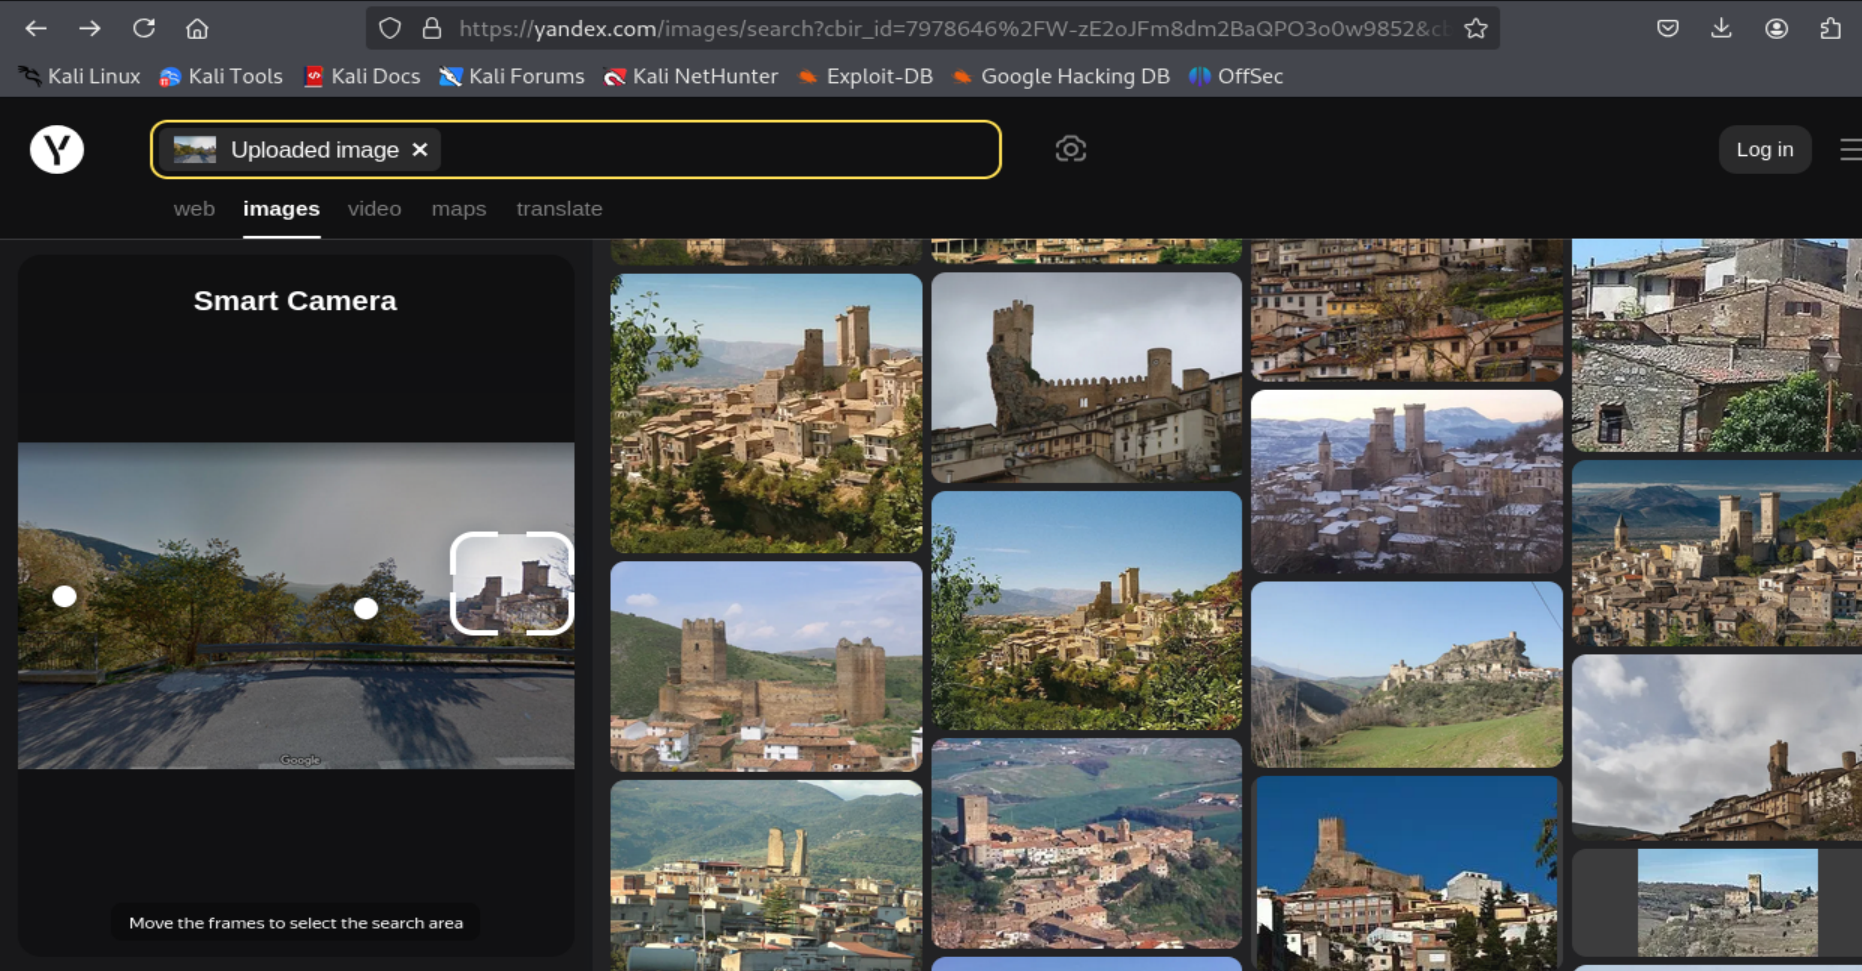 https://yandex.com/images/search?cbir_id=7978646%2FW-zE2oJFm8dm2BaQPO3o0w9852&cb
Kali Linux Kali Tools Kali Docs Kali Forums Kali NetHunter Exploit-DB Google Hacking DB OffSec
Y Uploaded image Log in
web images video maps translate
Smart Camera
Google
Move the frames to select the search area